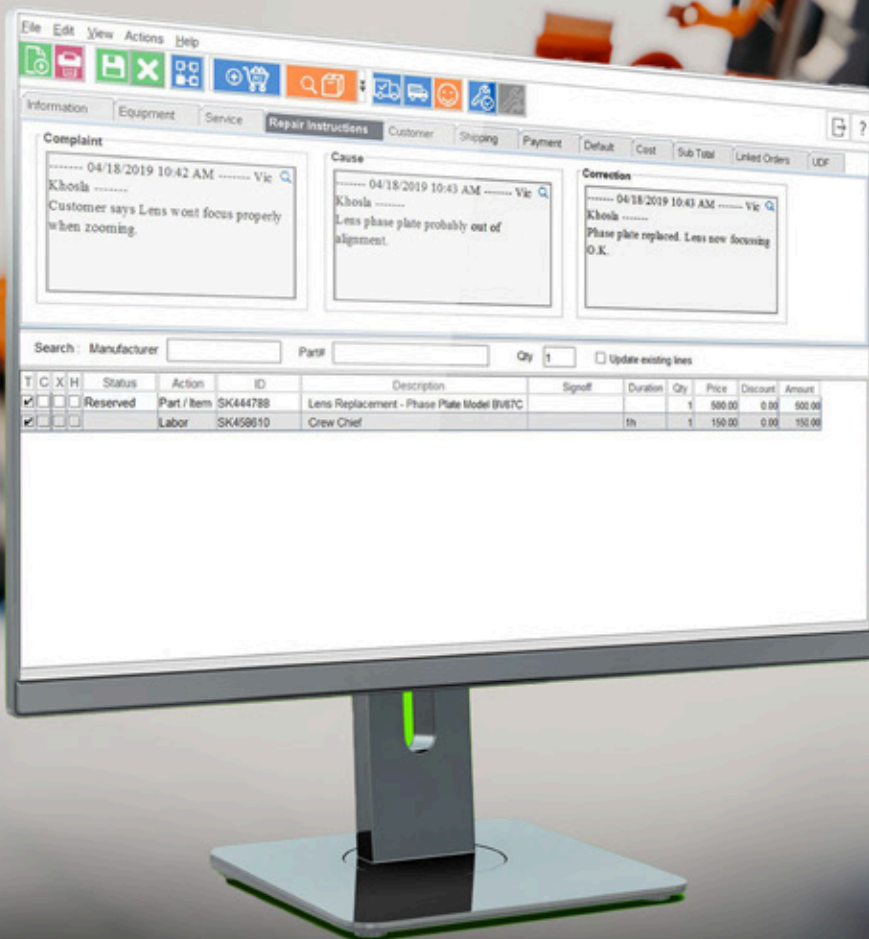 File Edit View Actions Help
Information Equipment Service Repair Instructions Customer Shipping Payment Default Cost Sub Total Linked Orders UDF
Complaint
------- 04/18/2019 10:42 AM ------- Vic
Khosla -------
Customer says Lens wont focus properly
when zooming.
Cause
------- 04/18/2019 10:43 AM ------- Vic
Khosla -------
Lens phase plate probably out of
alignment.
Correction
------- 04/18/2019 10:43 AM ------- Vic
Khosla -------
Phase plate replaced. Lens now focussing
O.K.
Search : Manufacturer Part# Qty 1 Update existing lines
T C X H Status Action ID Description Signoff Duration Qty Price Discount Amount
Reserved Part / Item SK444788 Lens Replacement - Phase Plate Model BV67C 1 500.00 0.00 500.00
Labor SK458610 Crew Chief 1h 1 150.00 0.00 150.00